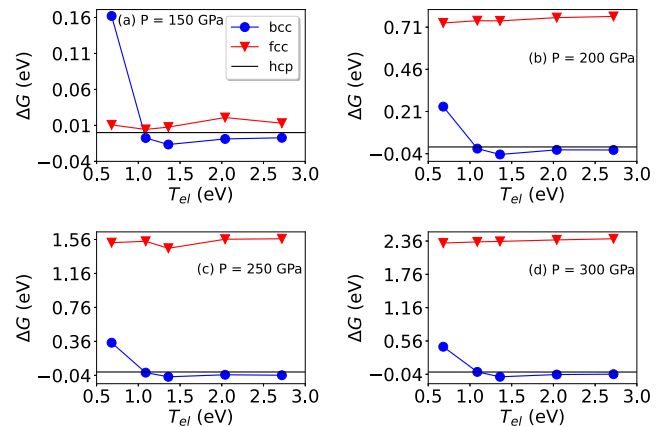 (a) P = 150 GPa
bcc
fcc
hcp
ΔG (eV)
0.16
0.11
0.06
0.01
−0.04
0.5 1.0 1.5 2.0 2.5 3.0
T_el (eV)
(b) P = 200 GPa
ΔG (eV)
0.71
0.46
0.21
−0.04
0.5 1.0 1.5 2.0 2.5 3.0
T_el (eV)
(c) P = 250 GPa
ΔG (eV)
1.56
1.16
0.76
0.36
−0.04
0.5 1.0 1.5 2.0 2.5 3.0
T_el (eV)
(d) P = 300 GPa
ΔG (eV)
2.36
1.76
1.16
0.56
−0.04
0.5 1.0 1.5 2.0 2.5 3.0
T_el (eV)